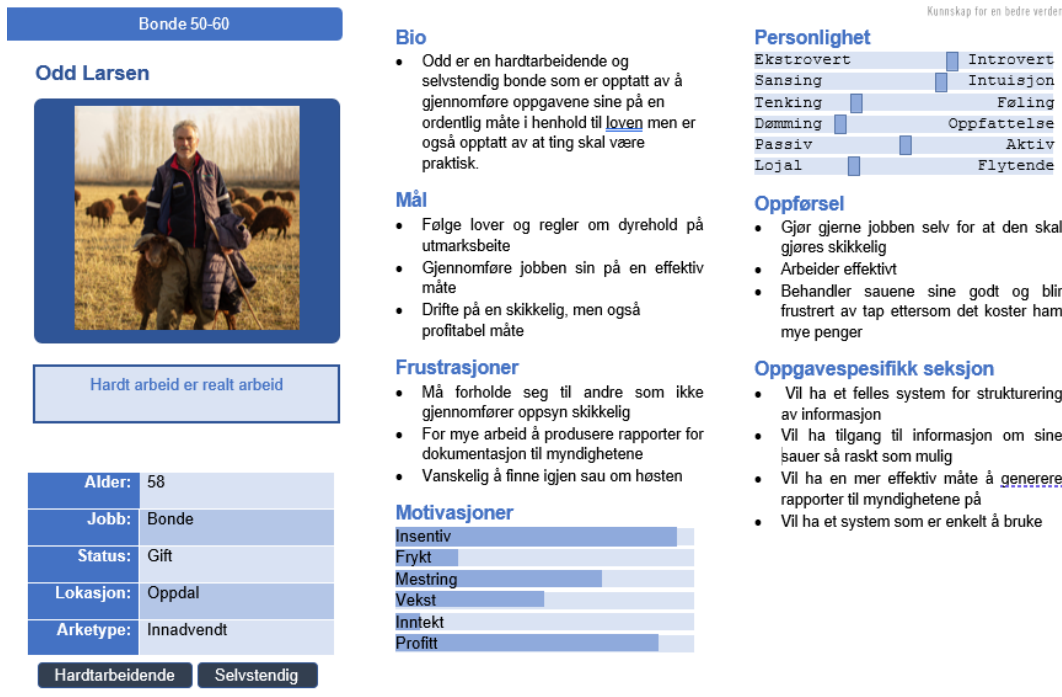 Kunnskap for en bedre verden
Bonde 50-60
Odd Larsen
Hardt arbeid er realt arbeid
Alder: 58
Jobb: Bonde
Status: Gift
Lokasjon: Oppdal
Arketype: Innadvendt
Hardtarbeidende Selvstendig
Bio
• Odd er en hardtarbeidende og
selvstendig bonde som er opptatt av å
gjennomføre oppgavene sine på en
ordentlig måte i henhold til loven men er
også opptatt av at ting skal være
praktisk.
Mål
• Følge lover og regler om dyrehold på
utmarksbeite
• Gjennomføre jobben sin på en effektiv
måte
• Drifte på en skikkelig, men også
profitabel måte
Frustrasjoner
• Må forholde seg til andre som ikke
gjennomfører oppsyn skikkelig
• For mye arbeid å produsere rapporter for
dokumentasjon til myndighetene
• Vanskelig å finne igjen sau om høsten
Motivasjoner
Insentiv
Frykt
Mestring
Vekst
Inntekt
Profitt
Personlighet
Ekstrovert Introvert
Sansing Intuisjon
Tenking Føling
Dømming Oppfattelse
Passiv Aktiv
Lojal Flytende
Oppførsel
• Gjør gjerne jobben selv for at den skal
gjøres skikkelig
• Arbeider effektivt
• Behandler sauene sine godt og blir
frustrert av tap ettersom det koster ham
mye penger
Oppgavespesifikk seksjon
• Vil ha et felles system for strukturering
av informasjon
• Vil ha tilgang til informasjon om sine
sauer så raskt som mulig
• Vil ha en mer effektiv måte å generere
rapporter til myndighetene på
• Vil ha et system som er enkelt å bruke